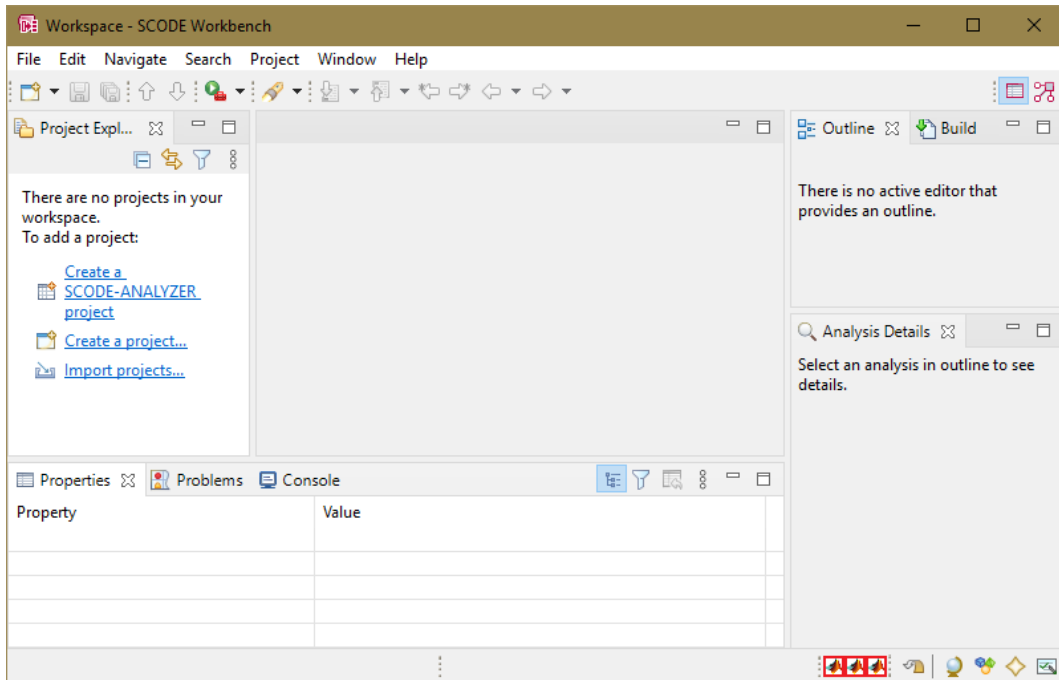 Workspace - SCODE Workbench
File Edit Navigate Search Project Window Help
Project Expl...
Outline Build
There are no projects in your
workspace.
To add a project:
Create a
SCODE-ANALYZER
project
Create a project...
Import projects...
There is no active editor that
provides an outline.
Analysis Details
Select an analysis in outline to see
details.
Properties Problems Console
Property Value